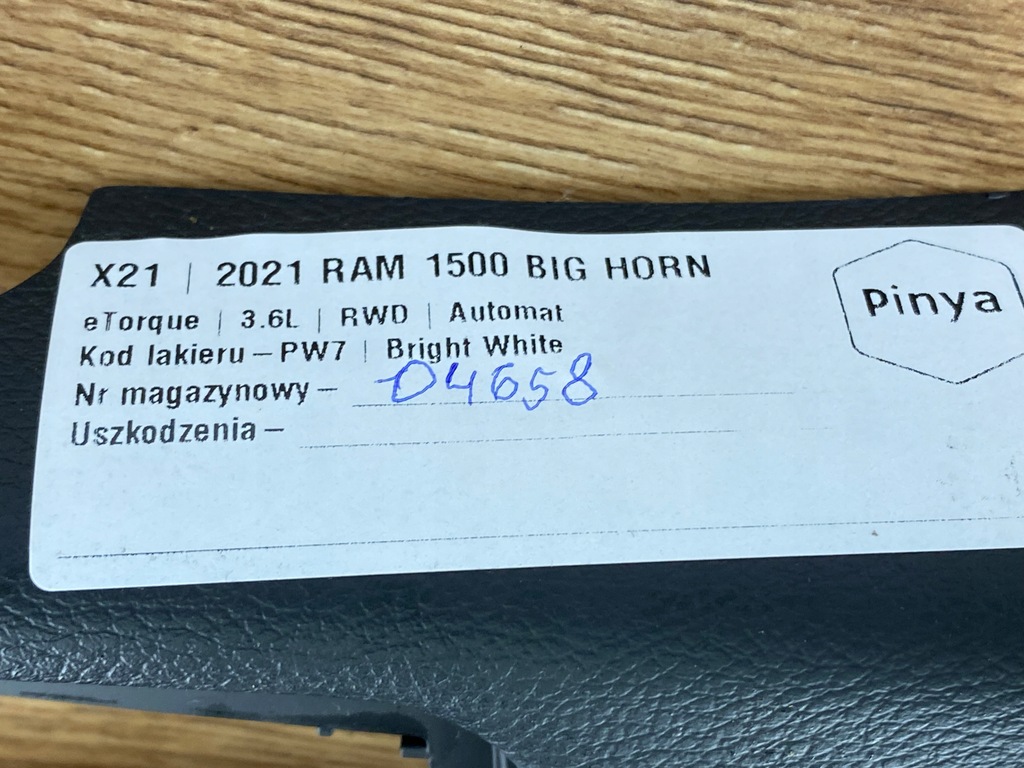 X21 | 2021 RAM 1500 BIG HORN
Pinya
eTorque | 3.6L | RWD | Automat
Kod lakieru – PW7 | Bright White
Nr magazynowy – 04658
Uszkodzenia –